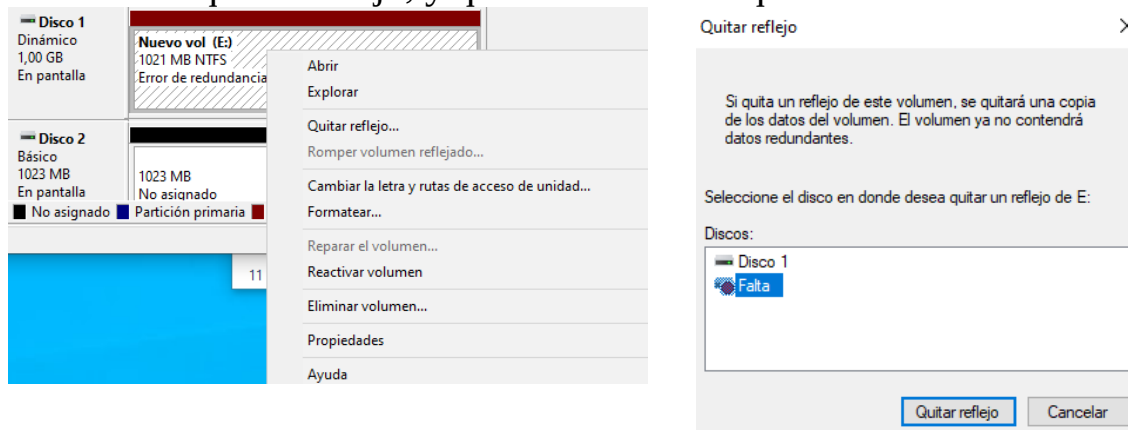 Disco 1
Dinámico
1,00 GB
En pantalla
Nuevo vol (E:)
1021 MB NTFS
Error de redundancia
Disco 2
Básico
1023 MB
En pantalla
1023 MB
No asignado
No asignado Partición primaria
11
Abrir
Explorar
Quitar reflejo...
Romper volumen reflejado...
Cambiar la letra y rutas de acceso de unidad...
Formatear...
Reparar el volumen...
Reactivar volumen
Eliminar volumen...
Propiedades
Ayuda
Quitar reflejo
Si quita un reflejo de este volumen, se quitará una copia
de los datos del volumen. El volumen ya no contendrá
datos redundantes.
Seleccione el disco en donde desea quitar un reflejo de E:
Discos:
Disco 1
Falta
Quitar reflejo Cancelar